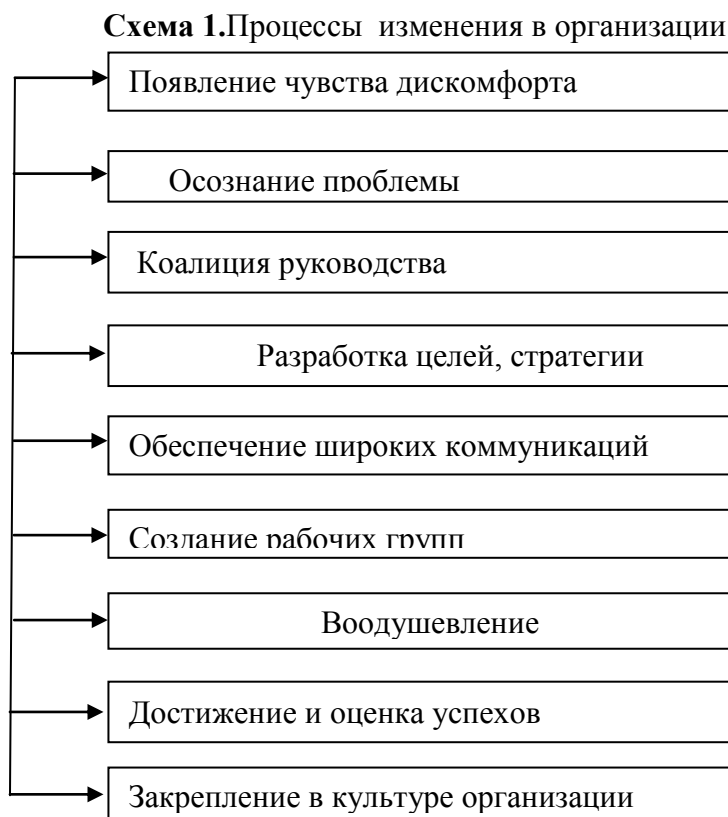 Схема 1.Процессы изменения в организации
Появление чувства дискомфорта
Осознание проблемы
Коалиция руководства
Разработка целей, стратегии
Обеспечение широких коммуникаций
Создание рабочих групп
Воодушевление
Достижение и оценка успехов
Закрепление в культуре организации